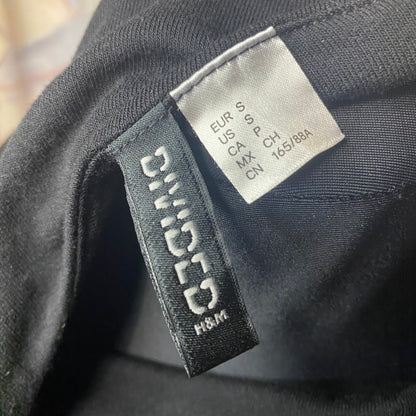 EUR S
US S
CA P
MX CH
CN 165/88A
DIVIDED
H&M